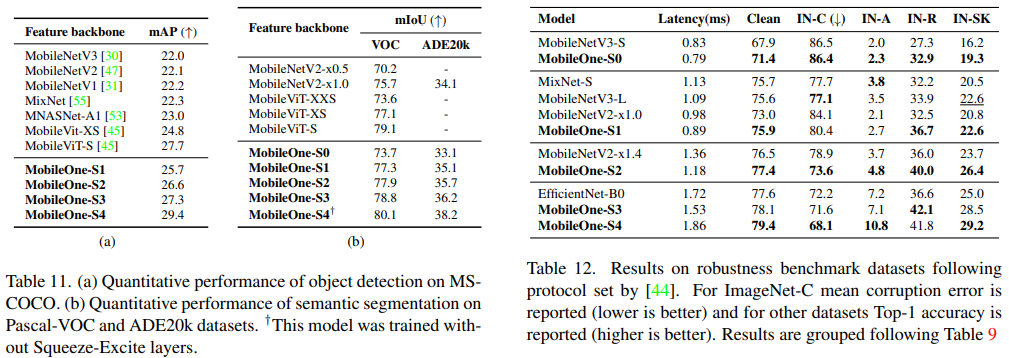 Feature backbone mAP (↑)
MobileNetV3 [30] 22.0
MobileNetV2 [47] 22.1
MobileNetV1 [31] 22.2
MixNet [55] 22.3
MNASNet-A1 [53] 23.0
MobileVit-XS [45] 24.8
MobileViT-S [45] 27.7
MobileOne-S1 25.7
MobileOne-S2 26.6
MobileOne-S3 27.3
MobileOne-S4 29.4
(a)
Feature backbone mIoU (↑)
VOC ADE20k
MobileNetV2-x0.5 70.2 -
MobileNetV2-x1.0 75.7 34.1
MobileViT-XXS 73.6 -
MobileViT-XS 77.1 -
MobileViT-S 79.1 -
MobileOne-S0 73.7 33.1
MobileOne-S1 77.3 35.1
MobileOne-S2 77.9 35.7
MobileOne-S3 78.8 36.2
MobileOne-S4† 80.1 38.2
(b)
Table 11. (a) Quantitative performance of object detection on MS-
COCO. (b) Quantitative performance of semantic segmentation on
Pascal-VOC and ADE20k datasets. †This model was trained with-
out Squeeze-Excite layers.
Model Latency(ms) Clean IN-C (↓) IN-A IN-R IN-SK
MobileNetV3-S 0.83 67.9 86.5 2.0 27.3 16.2
MobileOne-S0 0.79 71.4 86.4 2.3 32.9 19.3
MixNet-S 1.13 75.7 77.7 3.8 32.2 20.5
MobileNetV3-L 1.09 75.6 77.1 3.5 33.9 22.6
MobileNetV2-x1.0 0.98 73.0 84.1 2.1 32.5 20.8
MobileOne-S1 0.89 75.9 80.4 2.7 36.7 22.6
MobileNetV2-x1.4 1.36 76.5 78.9 3.7 36.0 23.7
MobileOne-S2 1.18 77.4 73.6 4.8 40.0 26.4
EfficientNet-B0 1.72 77.6 72.2 7.2 36.6 25.0
MobileOne-S3 1.53 78.1 71.6 7.1 42.1 28.5
MobileOne-S4 1.86 79.4 68.1 10.8 41.8 29.2
Table 12. Results on robustness benchmark datasets following
protocol set by [44]. For ImageNet-C mean corruption error is
reported (lower is better) and for other datasets Top-1 accuracy is
reported (higher is better). Results are grouped following Table 9